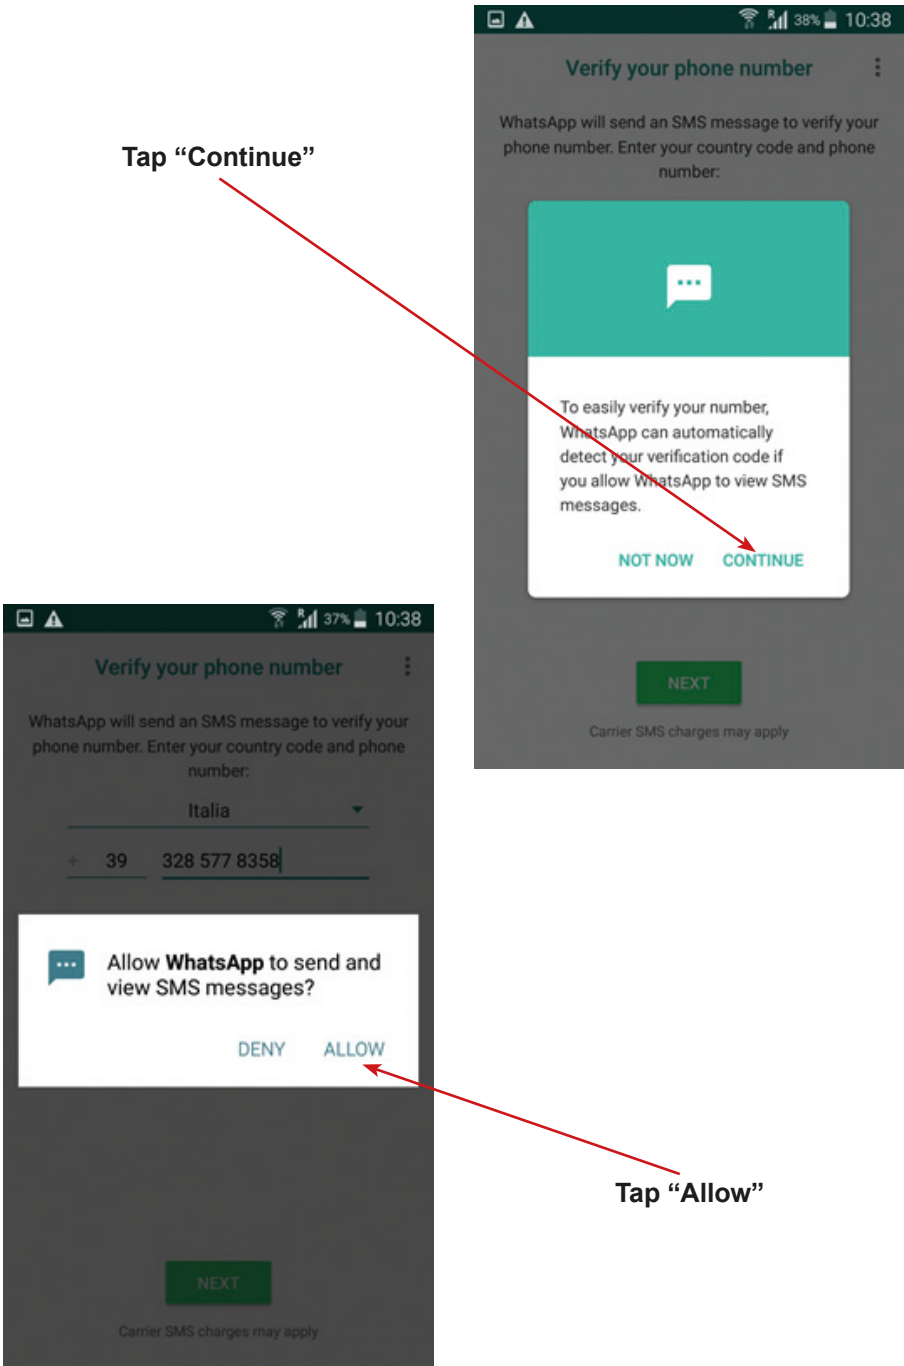 38% 10:38
Verify your phone number
WhatsApp will send an SMS message to verify your
phone number. Enter your country code and phone
number:
Tap “Continue”
To easily verify your number,
WhatsApp can automatically
detect your verification code if
you allow WhatsApp to view SMS
messages.
NOT NOW CONTINUE
NEXT
Carrier SMS charges may apply
R 37% 10:38
Verify your phone number
WhatsApp will send an SMS message to verify your
phone number. Enter your country code and phone
number:
Italia
+ 39 328 577 8358
Allow WhatsApp to send and
view SMS messages?
DENY ALLOW
Tap “Allow”
NEXT
Carrier SMS charges may apply